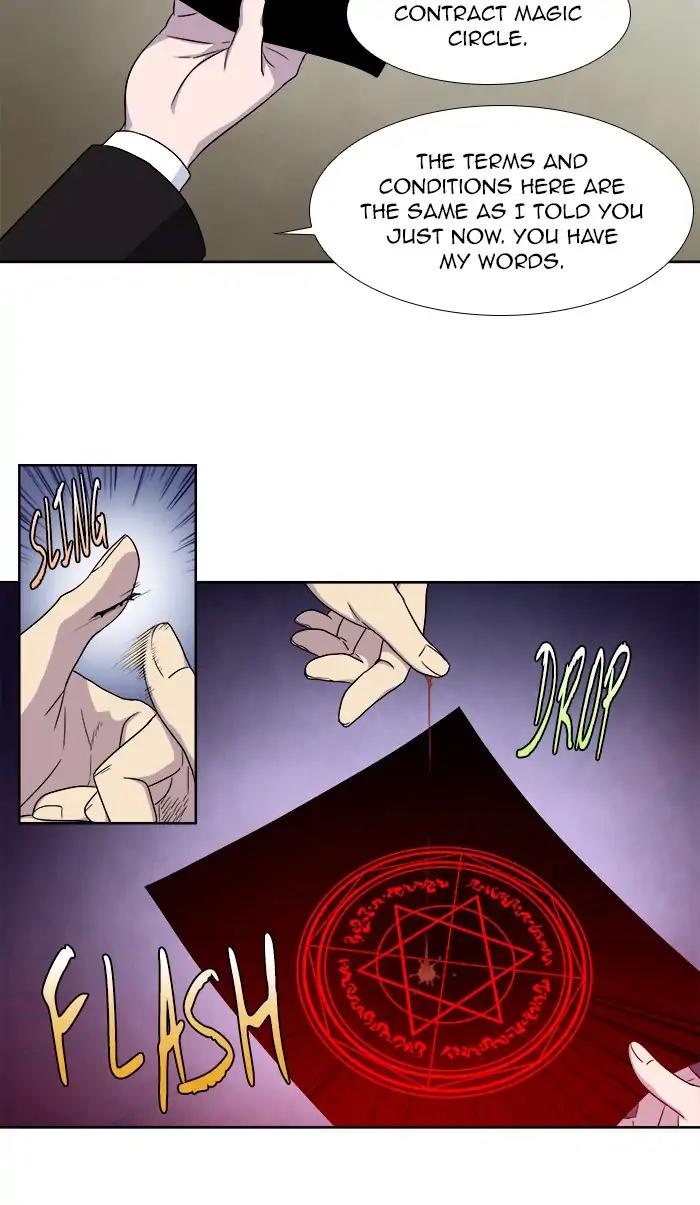 CONTRACT MAGIC
CIRCLE.
THE TERMS AND
CONDITIONS HERE ARE
THE SAME AS I TOLD YOU
JUST NOW. YOU HAVE
MY WORDS.
SLING
DROP
FLASH